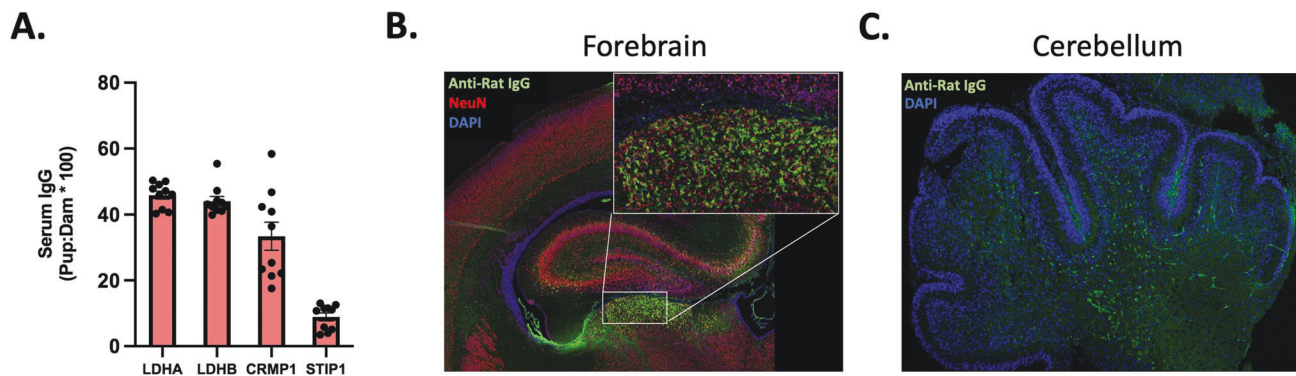 A.
Serum IgG
(Pup:Dam * 100)
80
60
40
20
0
LDHA LDHB CRMP1 STIP1
B.
Forebrain
Anti-Rat IgG
NeuN
DAPI
C.
Cerebellum
Anti-Rat IgG
DAPI